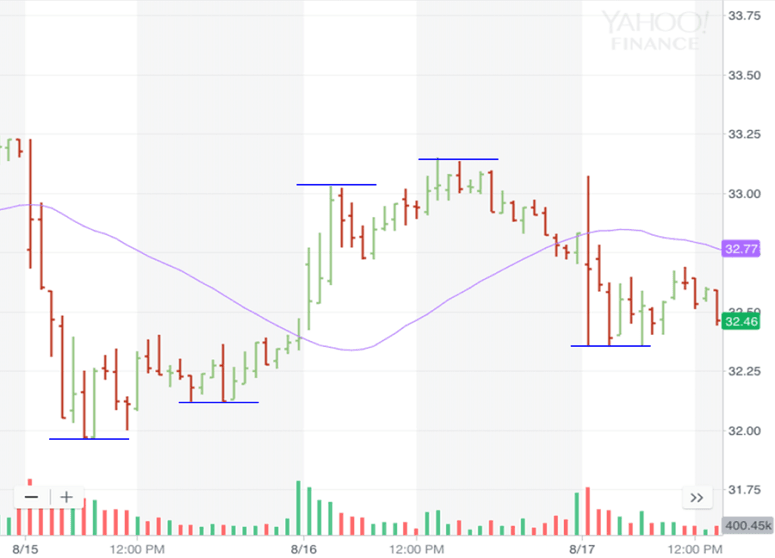 YAHOO!
FINANCE
33.75
33.50
33.25
33.00
32.77
32.50
32.46
32.25
32.00
31.75
400.45k
8/15
12:00 PM
8/16
12:00 PM
8/17
12:00 PM